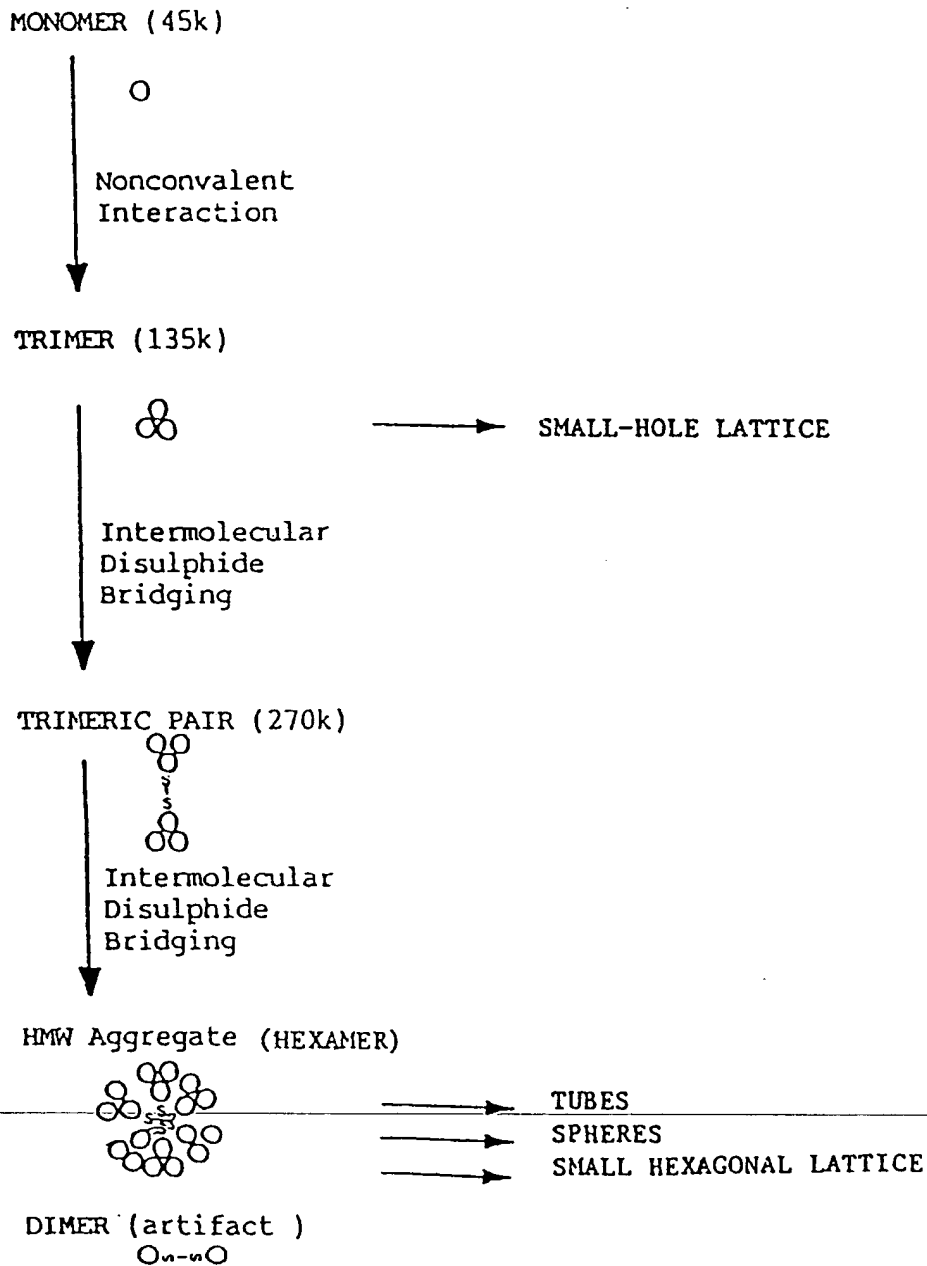 MONOMER (45k)
Nonconvalent
Interaction
TRIMER (135k)
SMALL-HOLE LATTICE
Intermolecular
Disulphide
Bridging
TRIMERIC PAIR (270k)
S
S
Intermolecular
Disulphide
Bridging
HMW Aggregate (HEXAMER)
TUBES
SPHERES
SMALL HEXAGONAL LATTICE
DIMER (artifact )
S-S